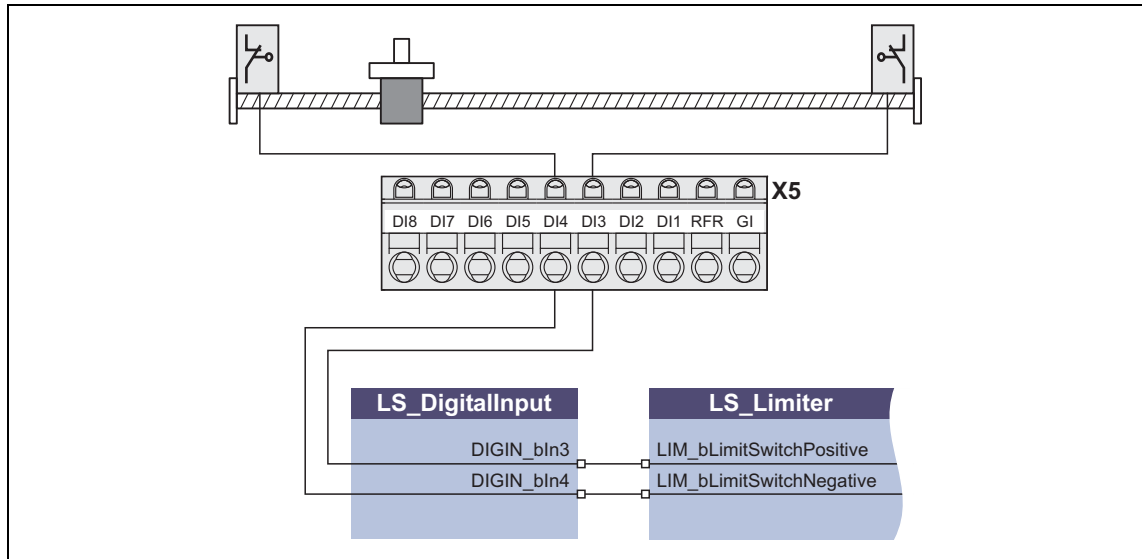 X5
DI8 DI7 DI6 DI5 DI4 DI3 DI2 DI1 RFR GI
LS_DigitalInput
DIGIN_bIn3
DIGIN_bIn4
LS_Limiter
LIM_bLimitSwitchPositive
LIM_bLimitSwitchNegative